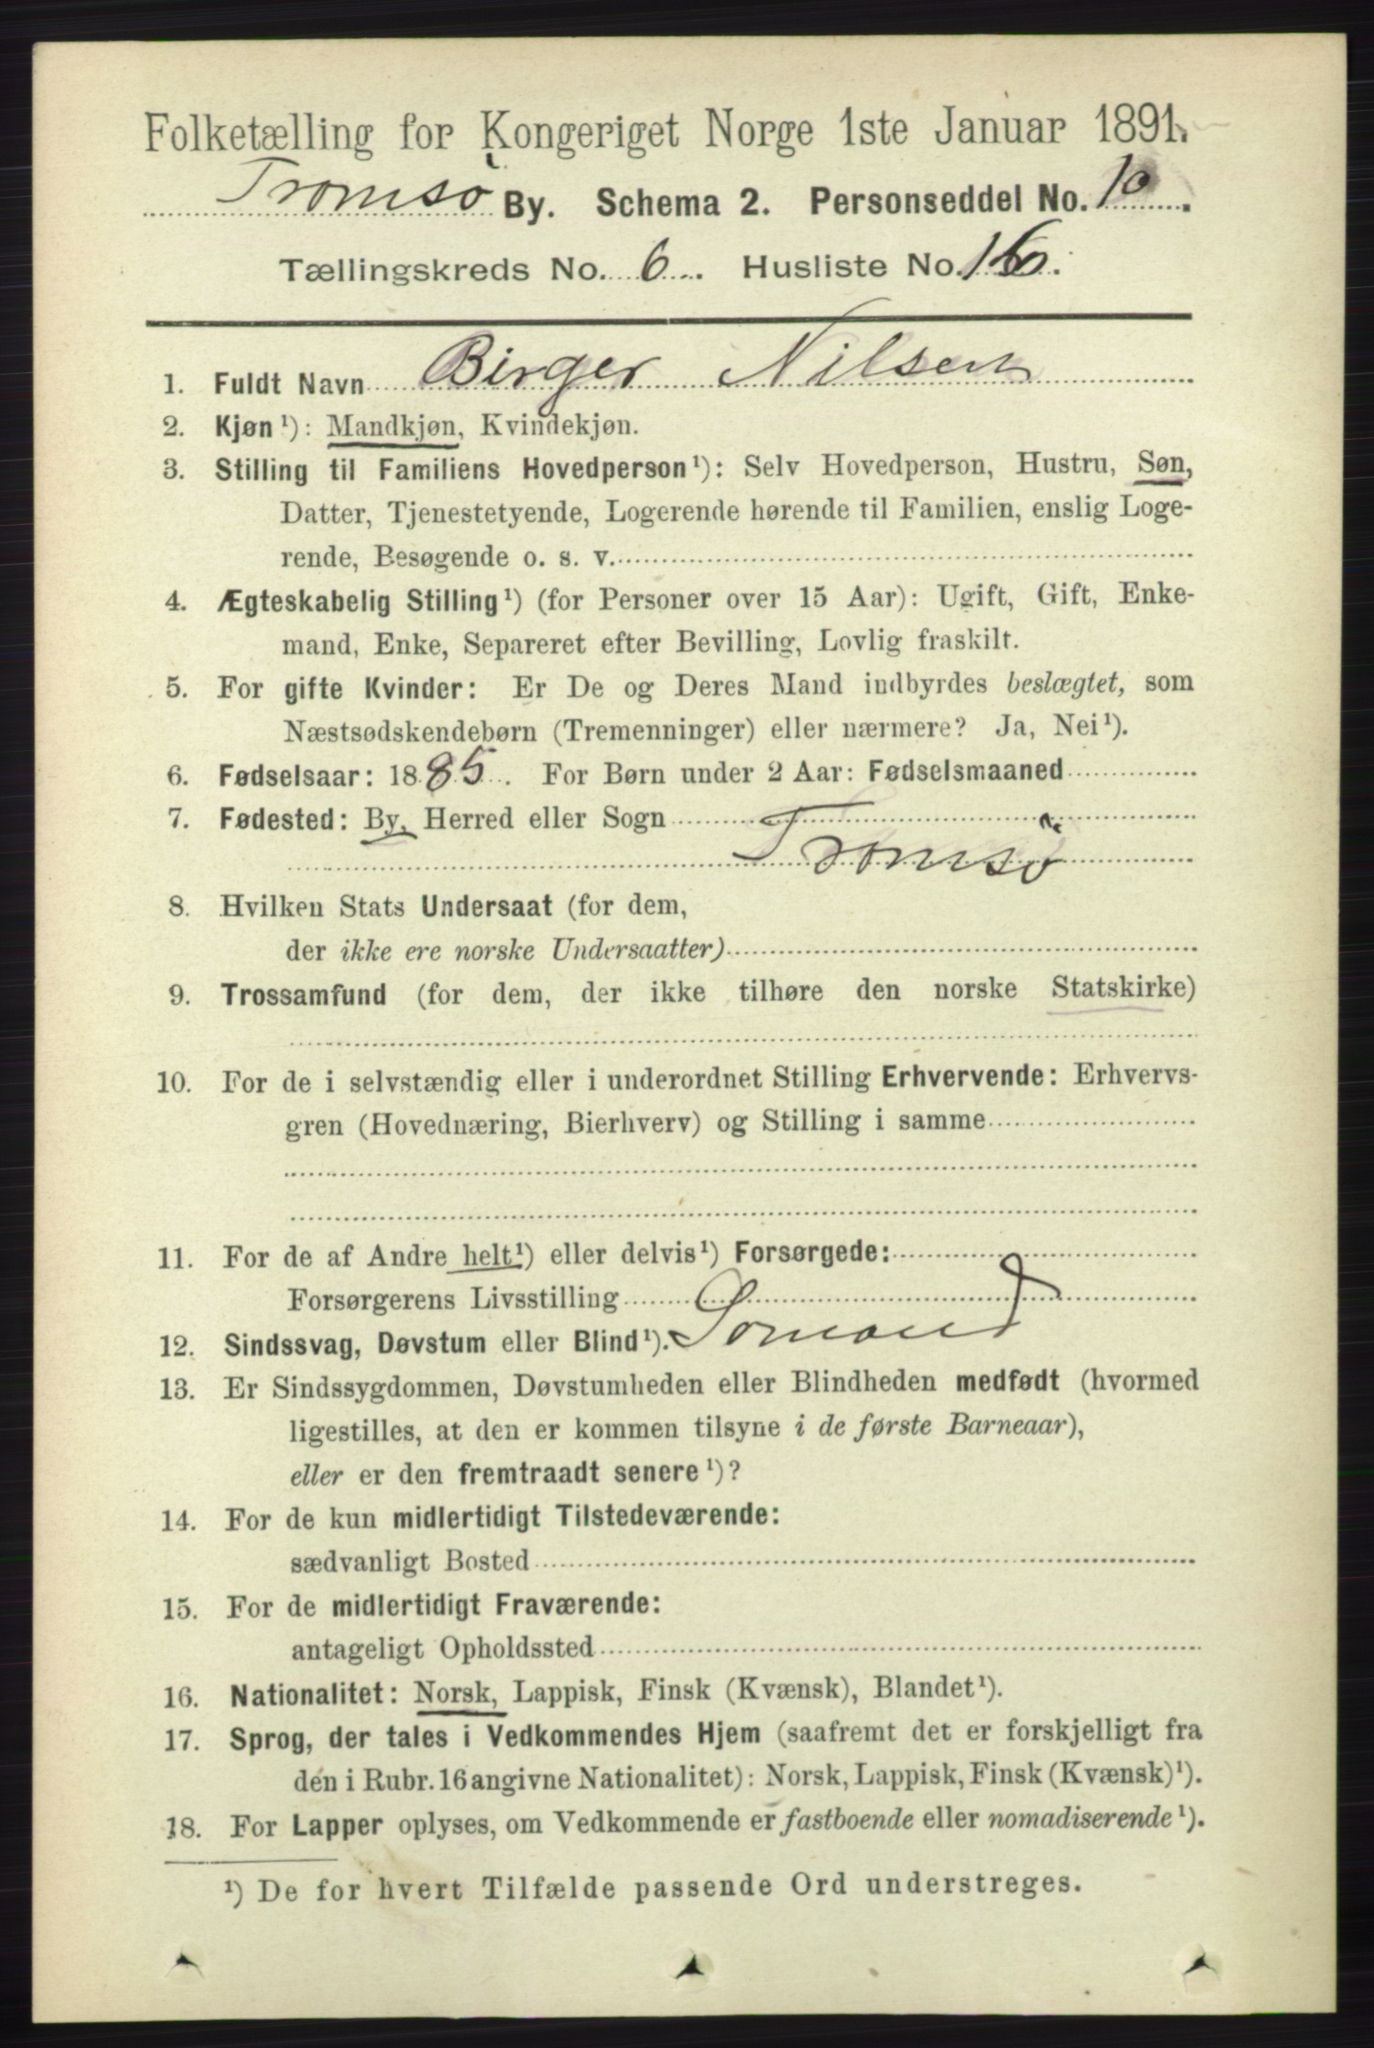 Folketælling for Kongeriget Norge 1ste Januar 1891.
Tromsø By. Schema 2. Personseddel No. 10.
Tællingskreds No. 6. Husliste No. 160.
1. Fuldt Navn Birger Nilsen
2. Kjøn¹): Mandkjøn, Kvindekjøn.
3. Stilling til Familiens Hovedperson¹): Selv Hovedperson, Hustru, Søn,
Datter, Tjenestetyende, Logerende hørende til Familien, enslig Loge-
rende, Besøgende o. s. v.
4. Ægteskabelig Stilling¹) (for Personer over 15 Aar): Ugift, Gift, Enke-
mand, Enke, Separeret efter Bevilling, Lovlig fraskilt.
5. For gifte Kvinder: Er De og Deres Mand indbyrdes beslægtet, som
Næstsødskendebørn (Tremenninger) eller nærmere? Ja, Nei¹).
6. Fødselsaar: 1885. For Børn under 2 Aar: Fødselsmaaned
7. Fødested: By, Herred eller Sogn
Tromsø
8. Hvilken Stats Undersaat (for dem,
der ikke ere norske Undersaatter)
9. Trossamfund (for dem, der ikke tilhøre den norske Statskirke)
10. For de i selvstændig eller i underordnet Stilling Erhvervende: Erhvervs-
gren (Hovednæring, Bierhverv) og Stilling i samme
11. For de af Andre helt¹) eller delvis¹) Forsørgede:
Forsørgerens Livsstilling Sømand
12. Sindssvag, Døvstum eller Blind¹).
13. Er Sindssygdommen, Døvstumheden eller Blindheden medfødt (hvormed
ligestilles, at den er kommen tilsyne i de første Barneaar),
eller er den fremtraadt senere¹)?
14. For de kun midlertidigt Tilstedeværende:
sædvanligt Bosted
15. For de midlertidigt Fraværende:
antageligt Opholdssted
16. Nationalitet: Norsk, Lappisk, Finsk (Kvænsk), Blandet¹).
17. Sprog, der tales i Vedkommendes Hjem (saafremt det er forskjelligt fra
den i Rubr. 16 angivne Nationalitet): Norsk, Lappisk, Finsk (Kvænsk)¹).
18. For Lapper oplyses, om Vedkommende er fastboende eller nomadiserende¹).
¹) De for hvert Tilfælde passende Ord understreges.